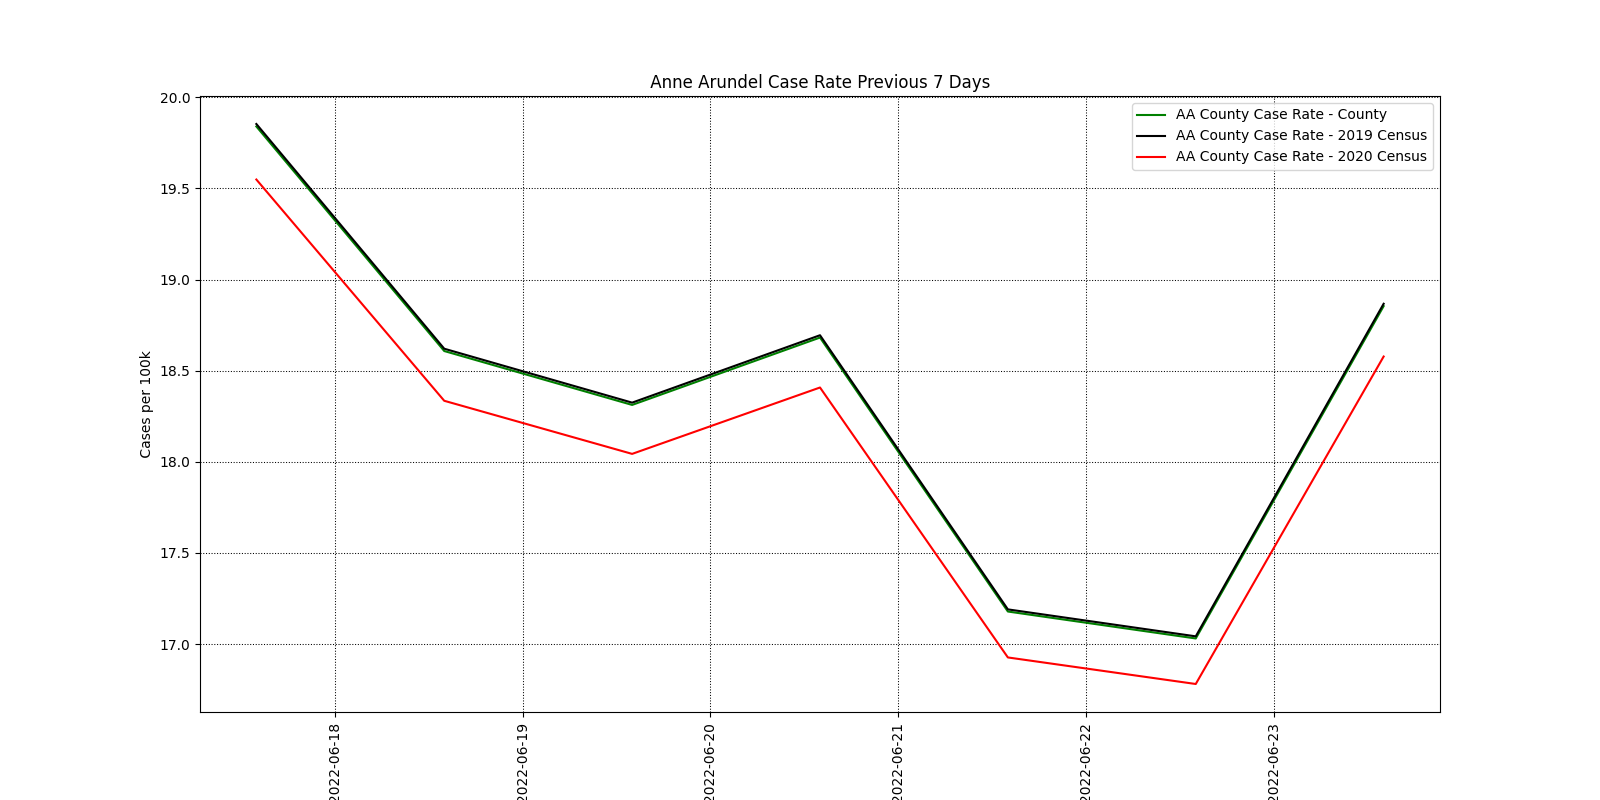 Anne Arundel Case Rate Previous 7 Days
20.0
19.5
19.0
18.5
18.0
17.5
17.0
Cases per 100k
AA County Case Rate - County
AA County Case Rate - 2019 Census
AA County Case Rate - 2020 Census
2022-06-18
2022-06-19
2022-06-20
2022-06-21
2022-06-22
2022-06-23